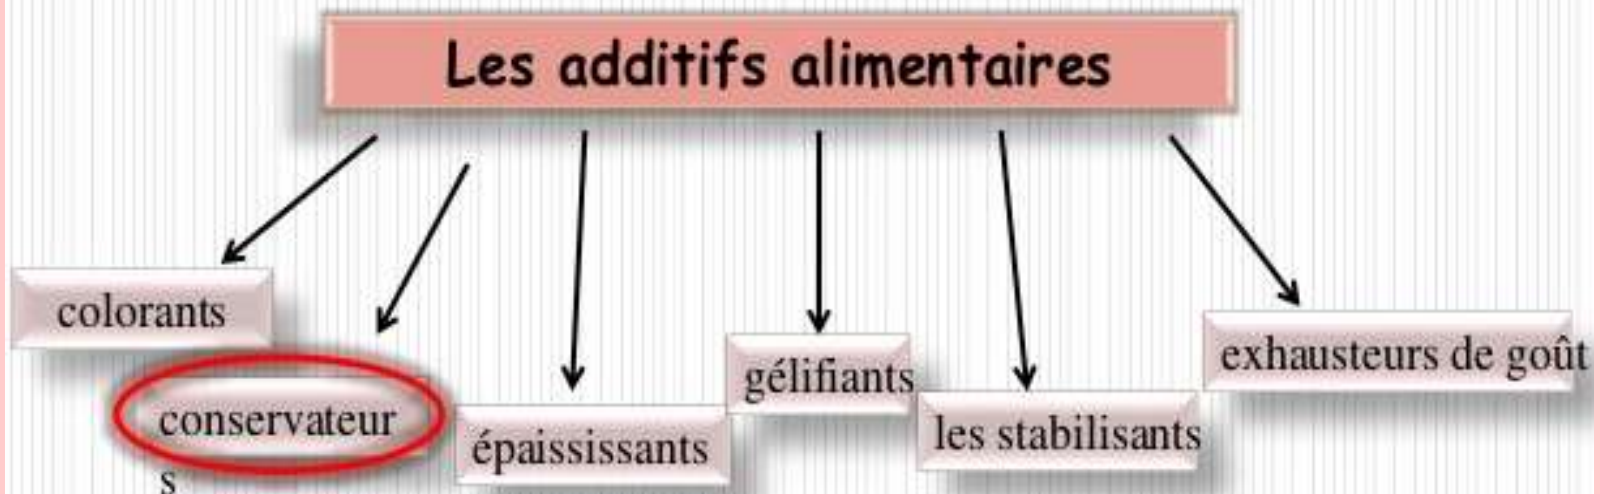 Les additifs alimentaires
colorants
conservateur
s
épaississants
gélifiants
les stabilisants
exhausteurs de goût